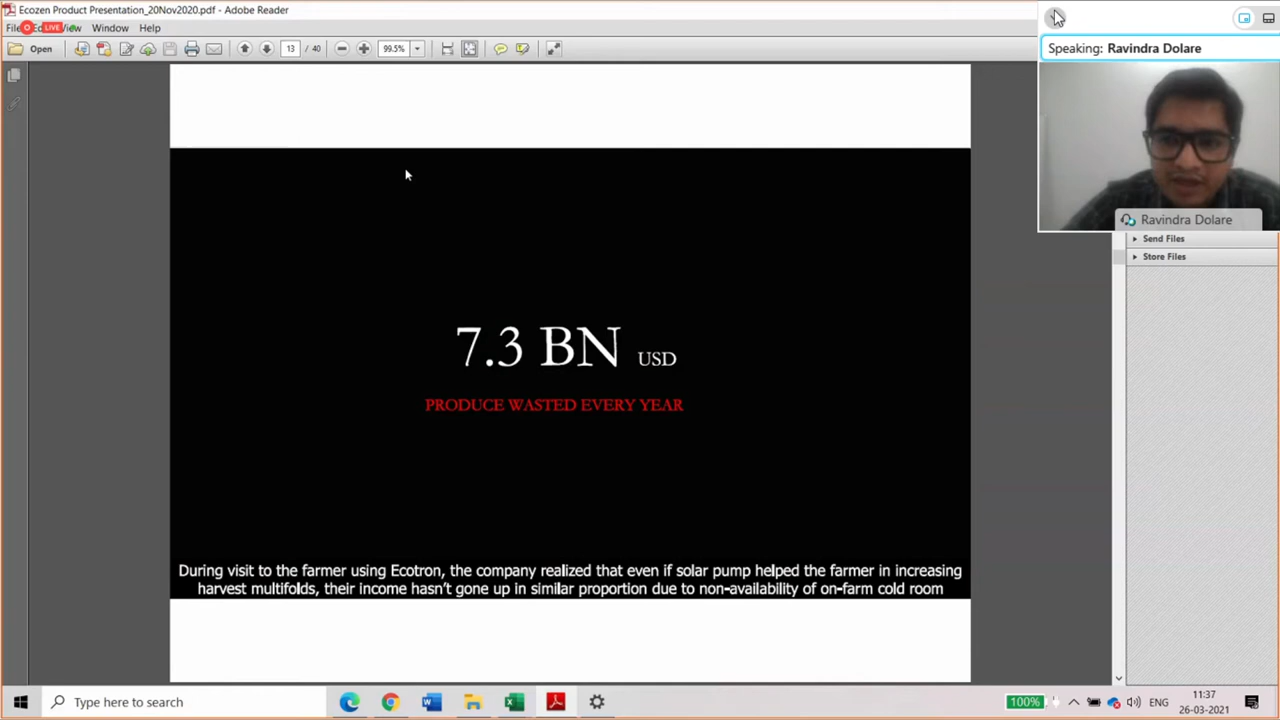 Ecozen Product Presentation_20Nov2020.pdf - Adobe Reader
LIVE
View Window Help
Open
13 / 40
99.5%
Speaking: Ravindra Dolare
Ravindra Dolare
Send Files
Store Files
7.3 BN USD
PRODUCE WASTED EVERY YEAR
During visit to the farmer using Ecotron, the company realized that even if solar pump helped the farmer in increasing
harvest multifolds, their income hasn't gone up in similar proportion due to non-availability of on-farm cold room
Type here to search
100%
ENG
11:37
26-03-2021